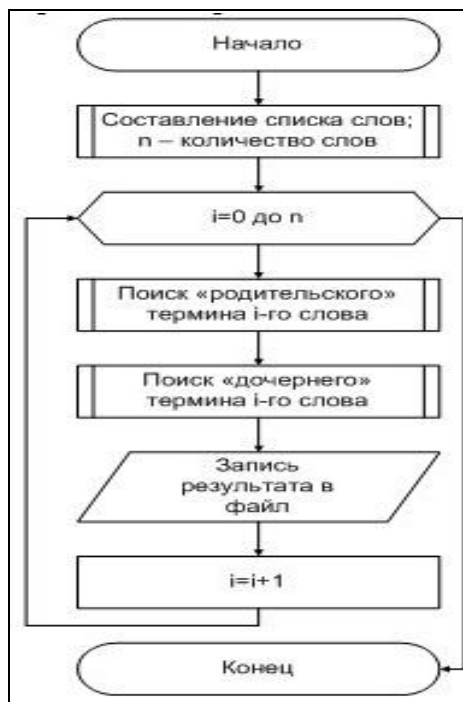 Начало
Составление списка слов;
n – количество слов
i=0 до n
Поиск «родительского»
термина i-го слова
Поиск «дочернего»
термина i-го слова
Запись
результата в
файл
i=i+1
Конец